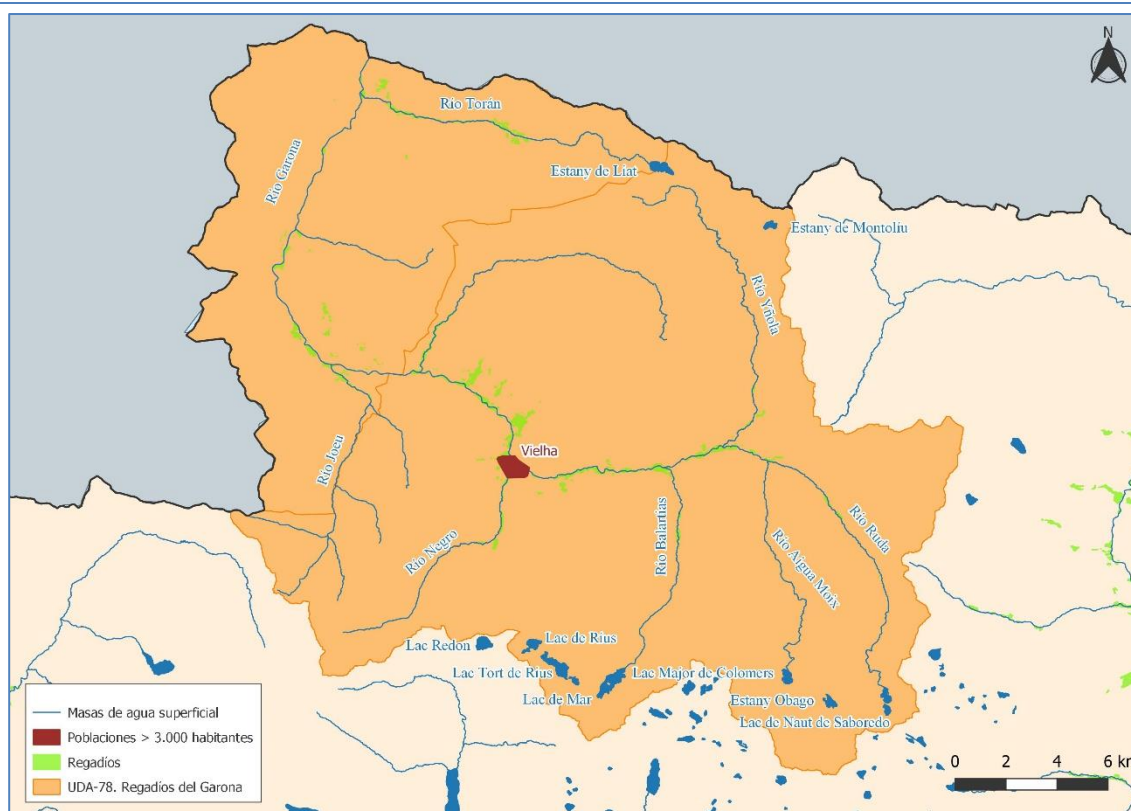 N
Río Torán
Río Garona
Estany de Liat
Estany de Montolíu
Río Yñola
Vielha
Río Joeu
Río Negro
Río Balartias
Río Aigua Moix
Río Ruda
Lac Redon
Lac de Rius
Lac Tort de Rius
Lac Major de Colomers
Lac de Mar
Estany Obago
Lac de Naut de Saboredo
Masas de agua superficial
Poblaciones > 3.000 habitantes
Regadíos
UDA-78. Regadíos del Garona
0 2 4 6 km